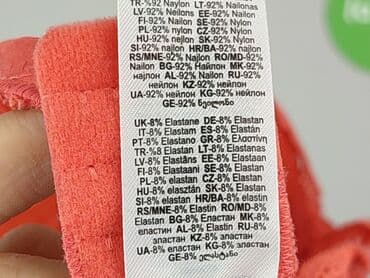 TR-%92 Naylon LT-92% Nailonas
LV-92% Neilons EE-92% Nailon
FI-92% Nailon SE-92% Nylon
PL-92% nylon CZ-92% Nylon
HU-92% nejlon SK-92% Nylon
SI-92% najlon HR/BA-92% najlon
RS/MNE-92% Najlon RO/MD-92%
Nailon BG-92% Найлон MK-92%
најлон AL-92% Najlon RU-92%
нейлон KZ-92% нейлон
UA-92% нейлон KG-92% нейлон
GE-92% ნეილონი
UK-8% Elastane DE-8% Elastan
IT-8% Elastam ES-8% Elastán
PT-8% Elastano GR-8% Ελαστίνη
TR-%8 Elastan LT-8% Elastanas
LV-8% Elastāns EE-8% Elastaan
FI-8% Elastaani SE-8% Elastan
PL-8% elastan CZ-8% Elastan
HU-8% elasztán SK-8% Elastan
SI-8% elastan HR/BA-8% elastin
RS/MNE-8% Elastin RO/MD-8%
Elastan BG-8% Еластан MK-8%
еластин AL-8% Elastin RU-8%
эластан KZ-8% эластан
UA-8% еластан KG-8% эластан
GE-8% ელასტანი